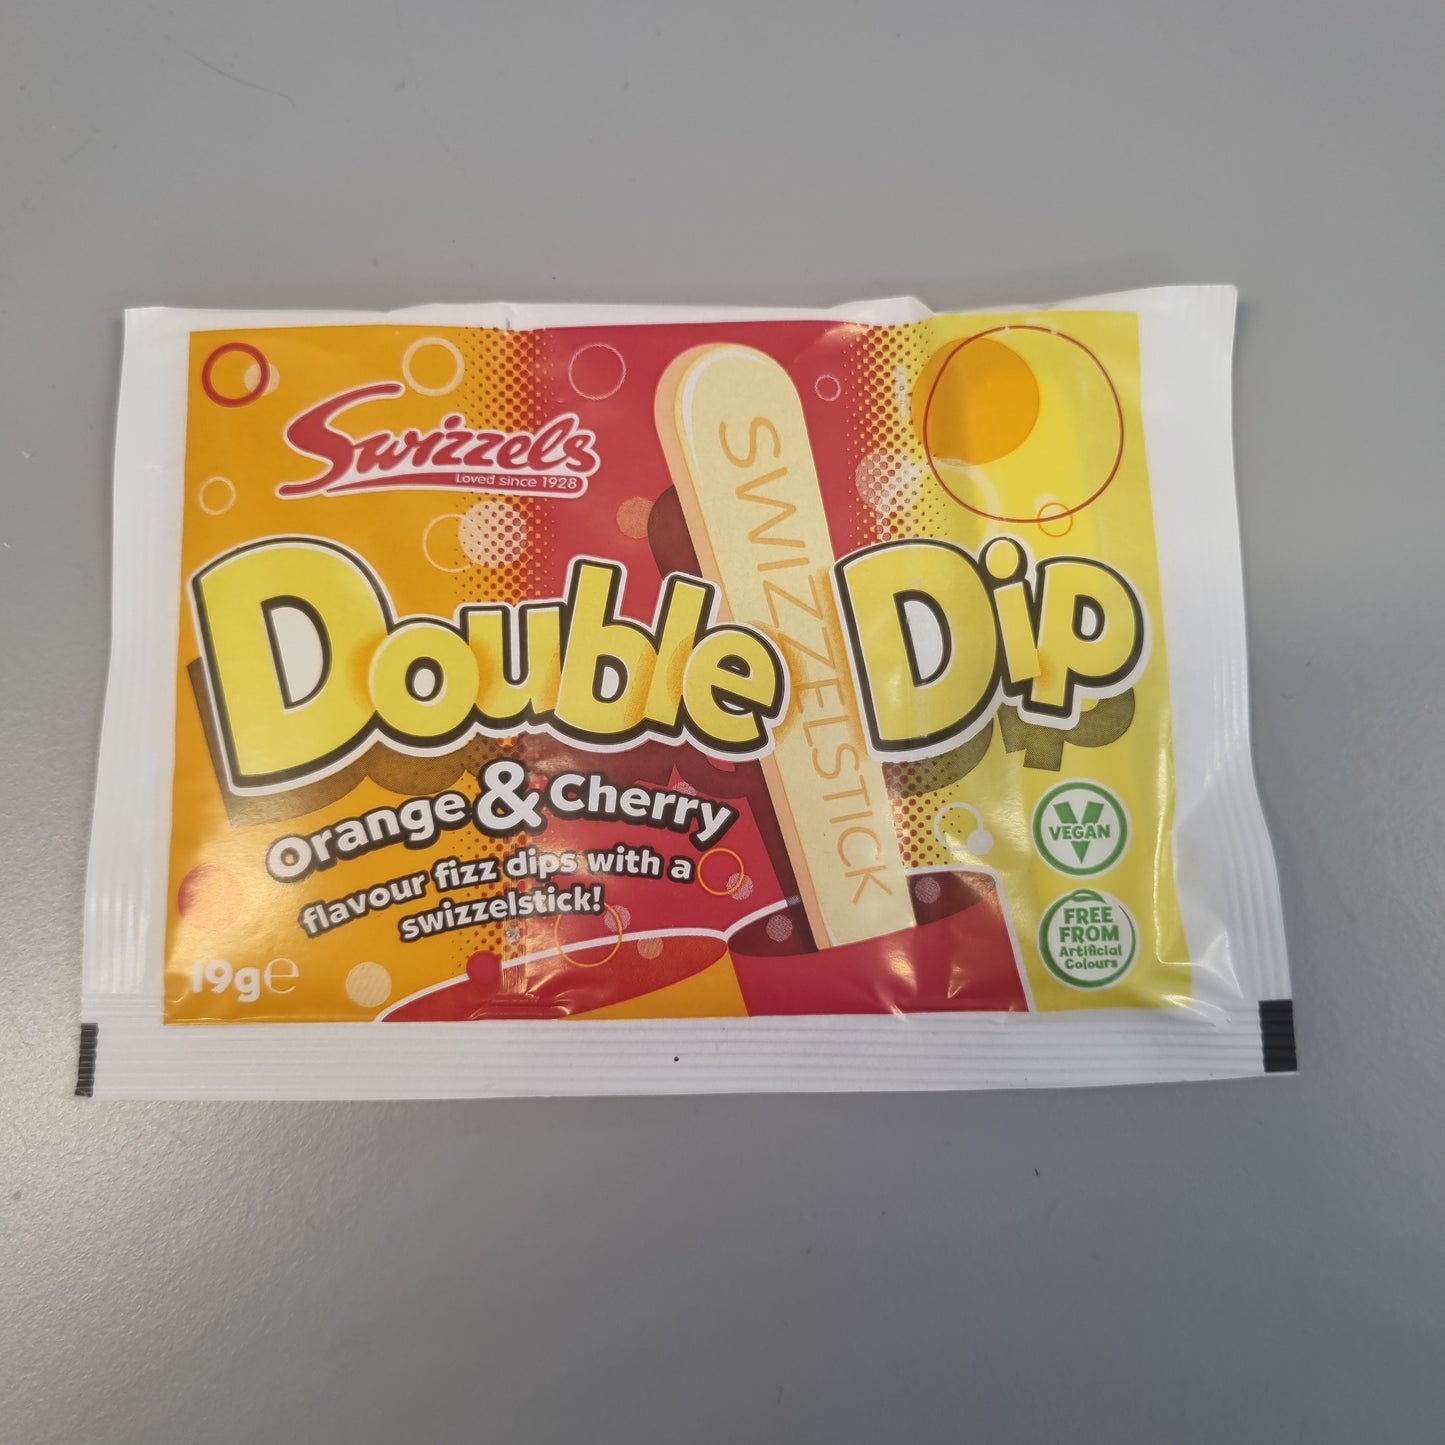 Swizzels
Loved since 1928
SWIZZELSTICK
Double Dip
Orange & Cherry
flavour fizz dips with a
swizzelstick!
19g℮
VEGAN
FREE
FROM
Artificial
Colours